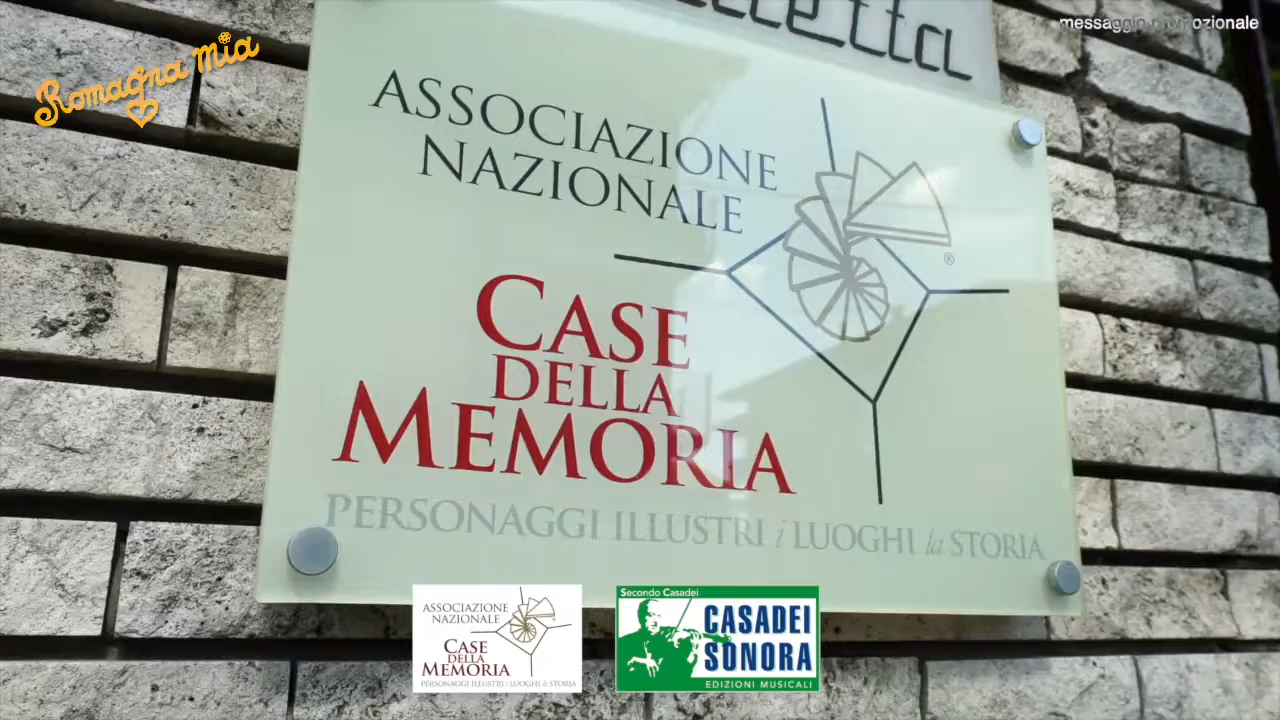 messaggio promozionale
Romagna mia
ASSOCIAZIONE
NAZIONALE
®
CASE
DELLA
MEMORIA
PERSONAGGI ILLUSTRI i LUOGHI la STORIA
ASSOCIAZIONE
NAZIONALE
CASE
DELLA
MEMORIA
PERSONAGGI ILLUSTRI i LUOGHI la STORIA
Secondo Casadei
CASADEI
SONORA
EDIZIONI MUSICALI